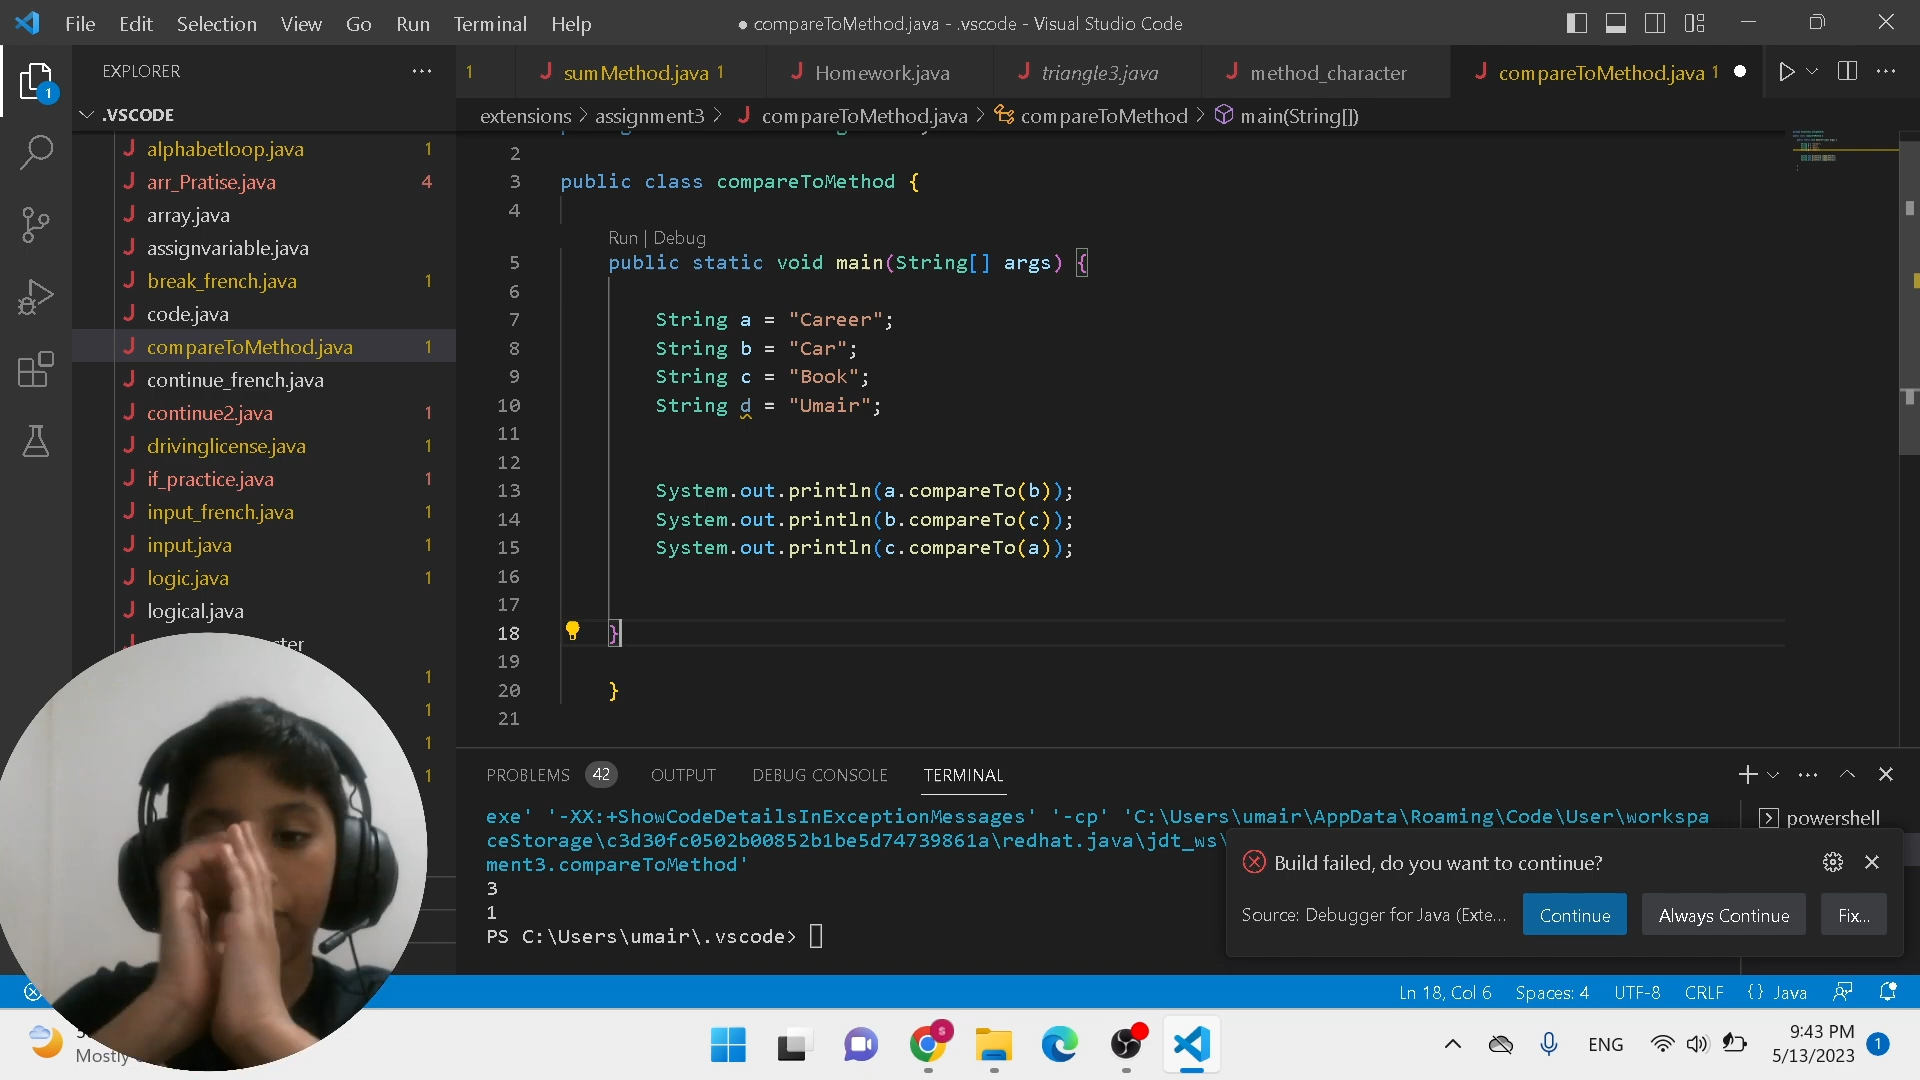 File Edit Selection View Go Run Terminal Help
● compareToMethod.java - .vscode - Visual Studio Code
EXPLORER
.VSCODE
alphabetloop.java 1
arr_Pratise.java 4
array.java
assignvariable.java
break_french.java 1
code.java
compareToMethod.java 1
continue_french.java
continue2.java 1
drivinglicense.java 1
if_practice.java 1
input_french.java 1
input.java 1
logic.java 1
logical.java
1
1
1
1
1
1 sumMethod.java 1 Homework.java triangle3.java method_character compareToMethod.java 1
extensions > assignment3 > compareToMethod.java > compareToMethod > main(String[])
2
3 public class compareToMethod {
4
Run | Debug
5 public static void main(String[] args) {
6
7 String a = "Career";
8 String b = "Car";
9 String c = "Book";
10 String d = "Umair";
11
12
13 System.out.println(a.compareTo(b));
14 System.out.println(b.compareTo(c));
15 System.out.println(c.compareTo(a));
16
17
18 }
19
20 }
21
PROBLEMS 42 OUTPUT DEBUG CONSOLE TERMINAL
exe' '-XX:+ShowCodeDetailsInExceptionMessages' '-cp' 'C:\Users\umair\AppData\Roaming\Code\User\workspa
ceStorage\c3d30fc0502b00852b1be5d74739861a\redhat.java\jdt_ws\
ment3.compareToMethod'
3
1
PS C:\Users\umair\.vscode>
powershell
Build failed, do you want to continue?
Source: Debugger for Java (Exte...
Continue Always Continue Fix...
Ln 18, Col 6 Spaces: 4 UTF-8 CRLF {} Java
Mostly
ENG
9:43 PM
5/13/2023
1